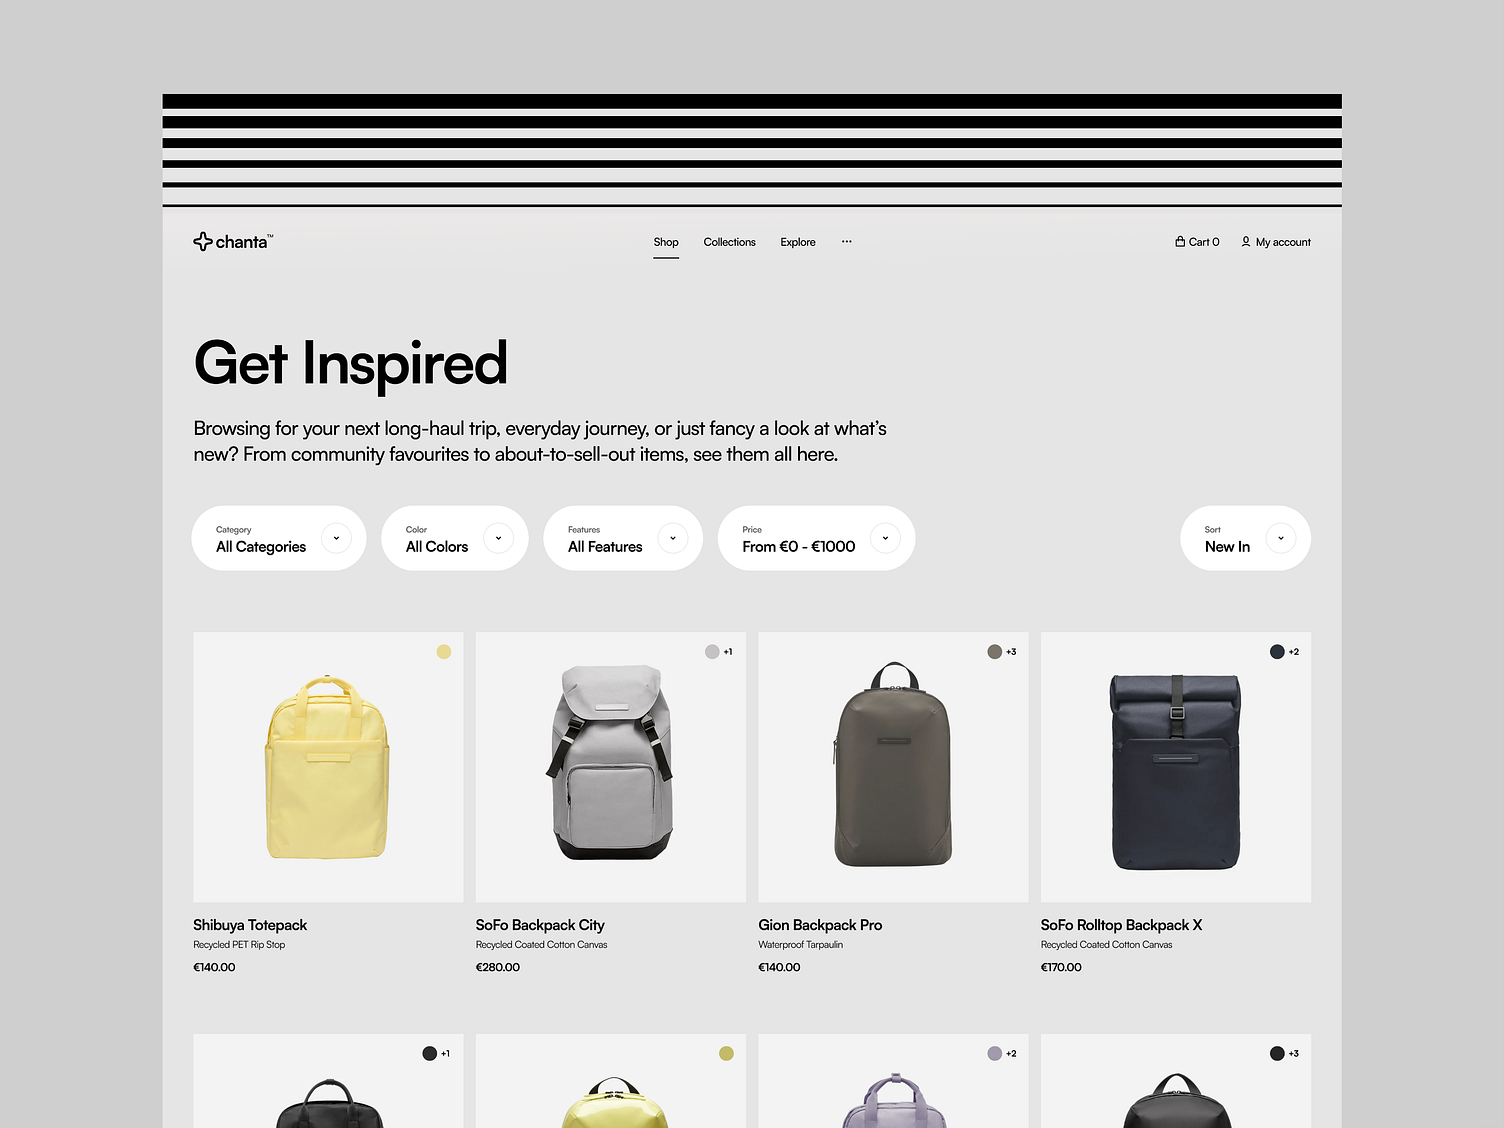 chanta™
Shop
Collections
Explore
Cart 0
My account
Get Inspired
Browsing for your next long-haul trip, everyday journey, or just fancy a look at what’s
new? From community favourites to about-to-sell-out items, see them all here.
Category
All Categories
Color
All Colors
Features
All Features
Price
From €0 - €1000
Sort
New In
+1
+3
+2
Shibuya Totepack
Recycled PET Rip Stop
€140.00
SoFo Backpack City
Recycled Coated Cotton Canvas
€280.00
Gion Backpack Pro
Waterproof Tarpaulin
€140.00
SoFo Rolltop Backpack X
Recycled Coated Cotton Canvas
€170.00
+1
+2
+3